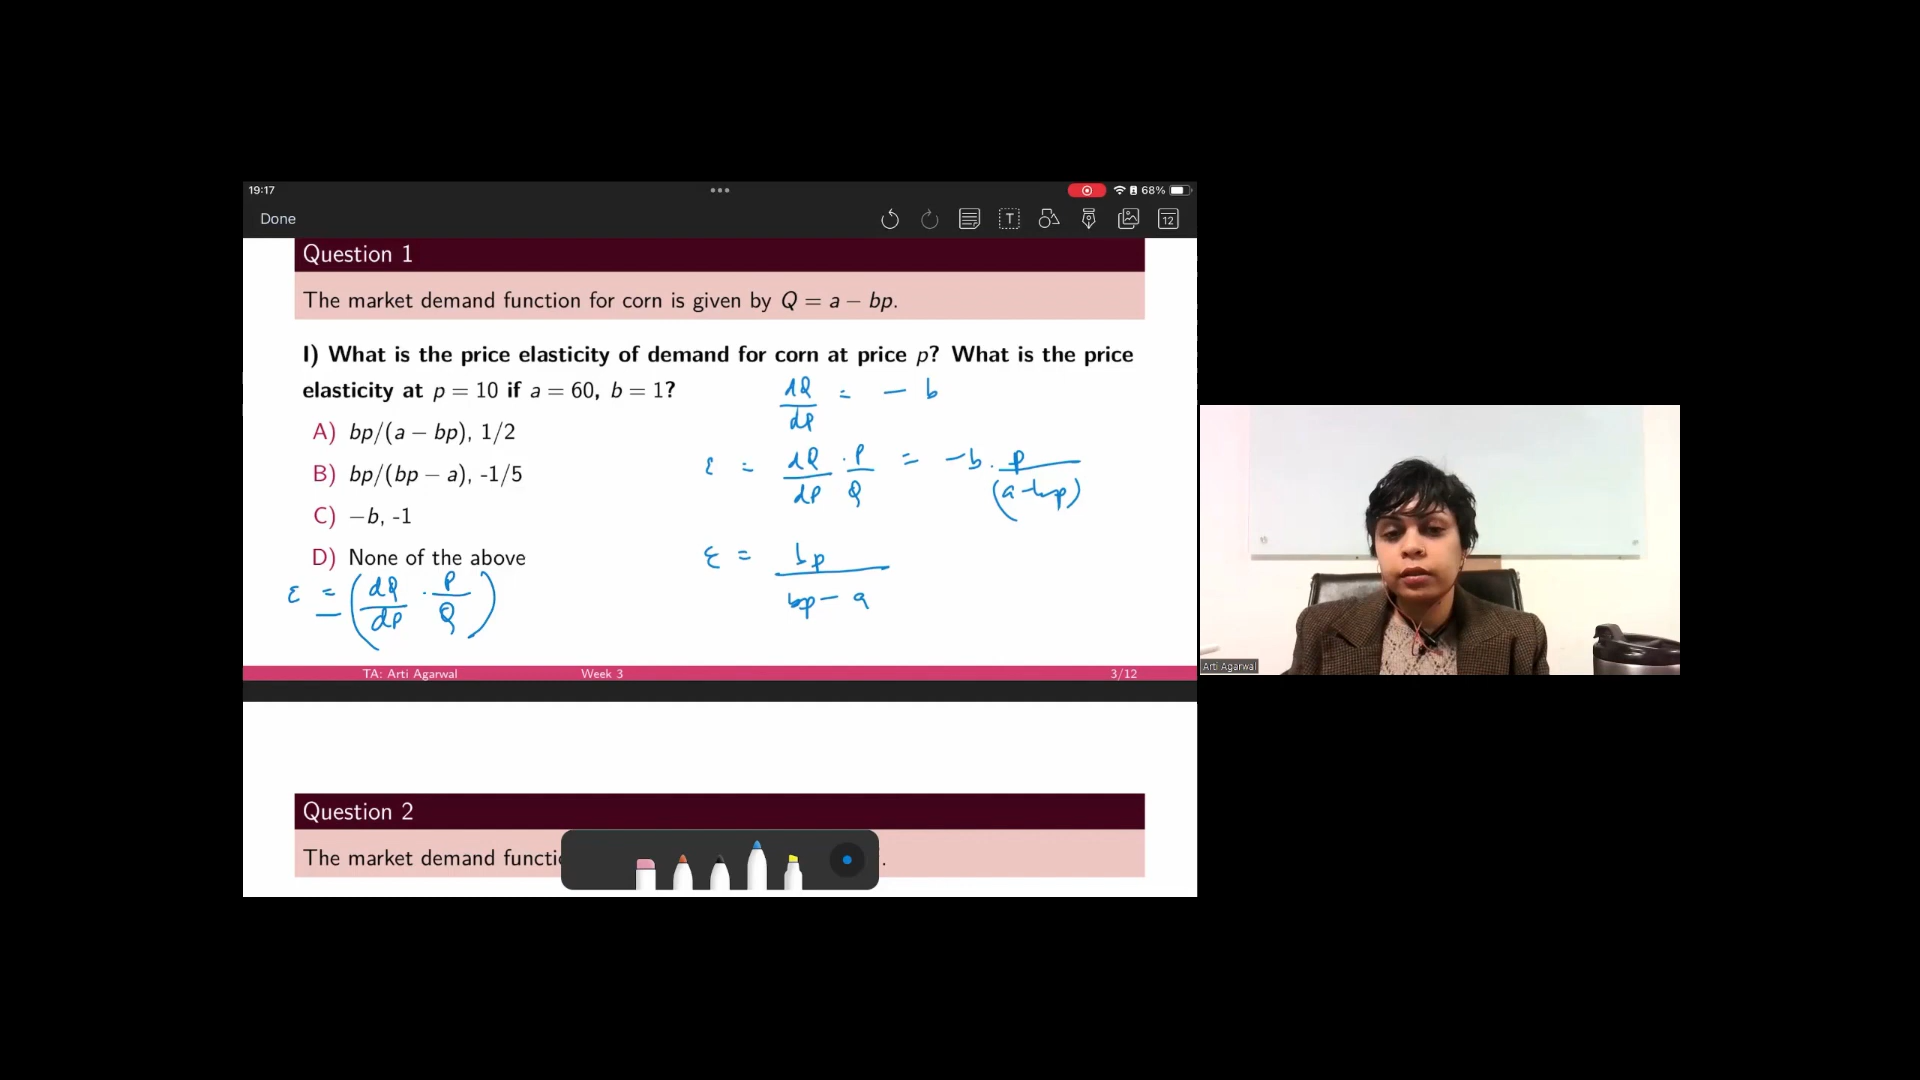 19:17
68%
Done
T
12
Question 1
The market demand function for corn is given by Q = a − bp.
I) What is the price elasticity of demand for corn at price p? What is the price
elasticity at p = 10 if a = 60, b = 1?
dQ/dp = − b
A) bp/(a − bp), 1/2
ε = dQ/dp · P/Q = −b · p/(a−bp)
B) bp/(bp − a), -1/5
C) −b, -1
D) None of the above
ε = bp/(bp − a)
ε = (dQ/dp · P/Q)
TA: Arti Agarwal
Week 3
3/12
Arti Agarwal
Question 2
The market demand functi
.